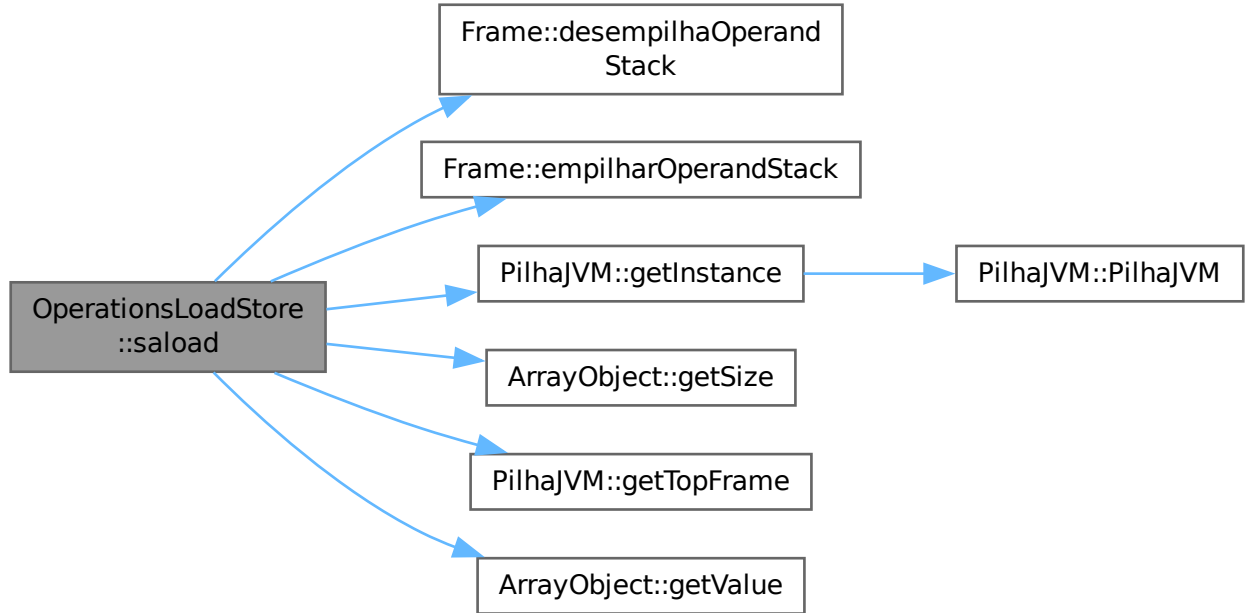 Frame::desempilhaOperand
Stack
Frame::empilharOperandStack
PilhaJVM::getInstance
PilhaJVM::PilhaJVM
OperationsLoadStore
::saload
ArrayObject::getSize
PilhaJVM::getTopFrame
ArrayObject::getValue